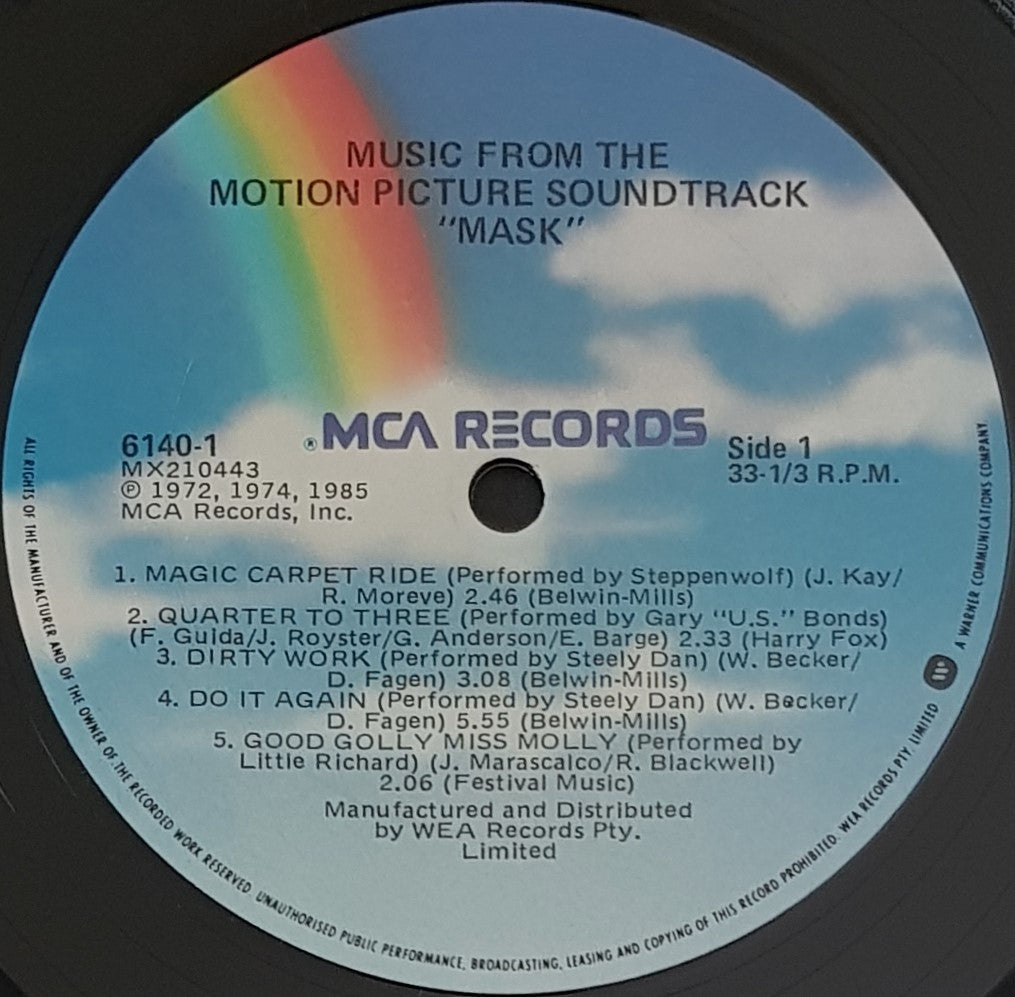 MUSIC FROM THE
MOTION PICTURE SOUNDTRACK
"MASK"
® MCA RECORDS
6140-1
MX210443
℗ 1972, 1974, 1985
MCA Records, Inc.
Side 1
33-1/3 R.P.M.
1. MAGIC CARPET RIDE (Performed by Steppenwolf) (J. Kay/
R. Moreve) 2.46 (Belwin-Mills)
2. QUARTER TO THREE (Performed by Gary "U.S." Bonds)
(F. Guida/J. Royster/G. Anderson/E. Barge) 2.33 (Harry Fox)
3. DIRTY WORK (Performed by Steely Dan) (W. Becker/
D. Fagen) 3.08 (Belwin-Mills)
4. DO IT AGAIN (Performed by Steely Dan) (W. Becker/
D. Fagen) 5.55 (Belwin-Mills)
5. GOOD GOLLY MISS MOLLY (Performed by
Little Richard) (J. Marascalco/R. Blackwell)
2.06 (Festival Music)
Manufactured and Distributed
by WEA Records Pty.
Limited
ALL RIGHTS OF THE MANUFACTURER AND OF THE OWNER OF THE RECORDED WORK RESERVED. UNAUTHORISED PUBLIC PERFORMANCE, BROADCASTING, LEASING AND COPYING OF THIS RECORD PROHIBITED. WEA RECORDS PTY. LIMITED A WARNER COMMUNICATIONS COMPANY